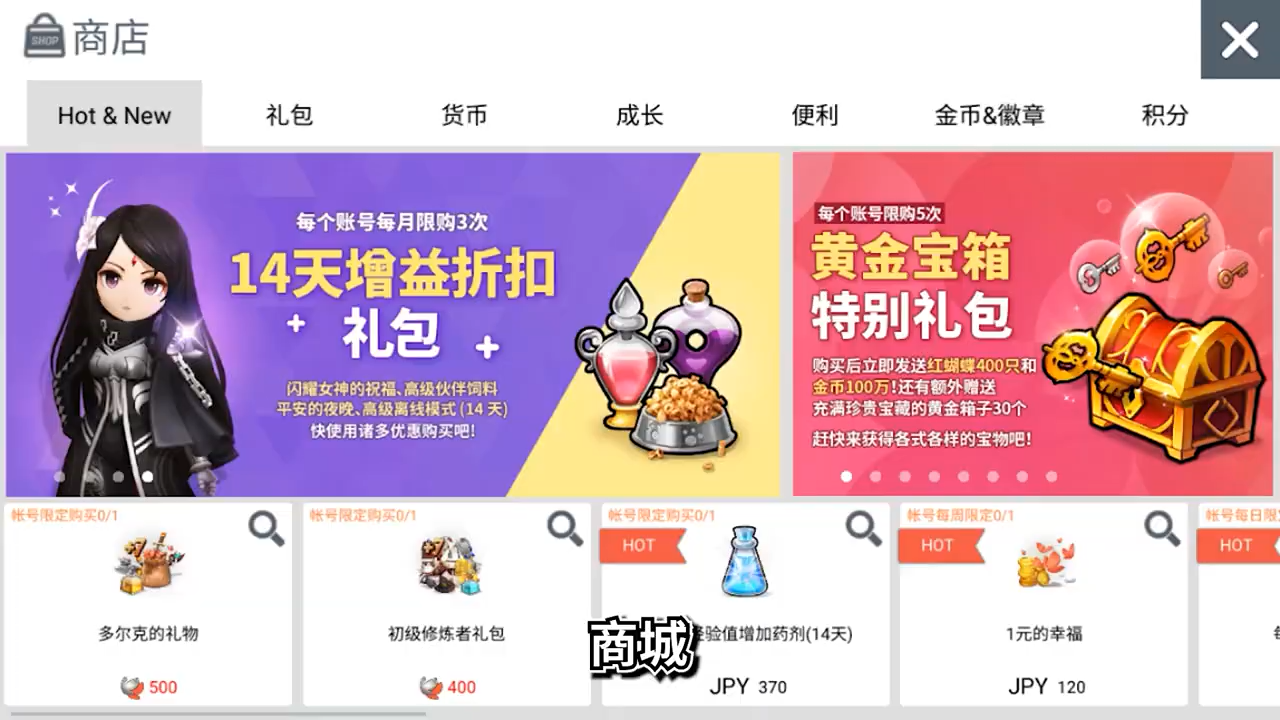 SHOP 商店
Hot & New 礼包 货币 成长 便利 金币&徽章 积分
每个账号每月限购3次
14天增益折扣
礼包
闪耀女神的祝福、高级伙伴饲料
平安的夜晚、高级离线模式 (14 天)
快使用诸多优惠购买吧!
每个账号限购5次
黄金宝箱
特别礼包
购买后立即发送红蝴蝶400只和
金币100万!还有额外赠送
充满珍贵宝藏的黄金箱子30个
赶快来获得各式各样的宝物吧!
帐号限定购买0/1
多尔克的礼物
500
帐号限定购买0/1
初级修炼者礼包
400
帐号限定购买0/1
HOT
验值增加药剂(14天)
JPY 370
帐号每周限定0/1
HOT
1元的幸福
JPY 120
帐号每日限
HOT
商城